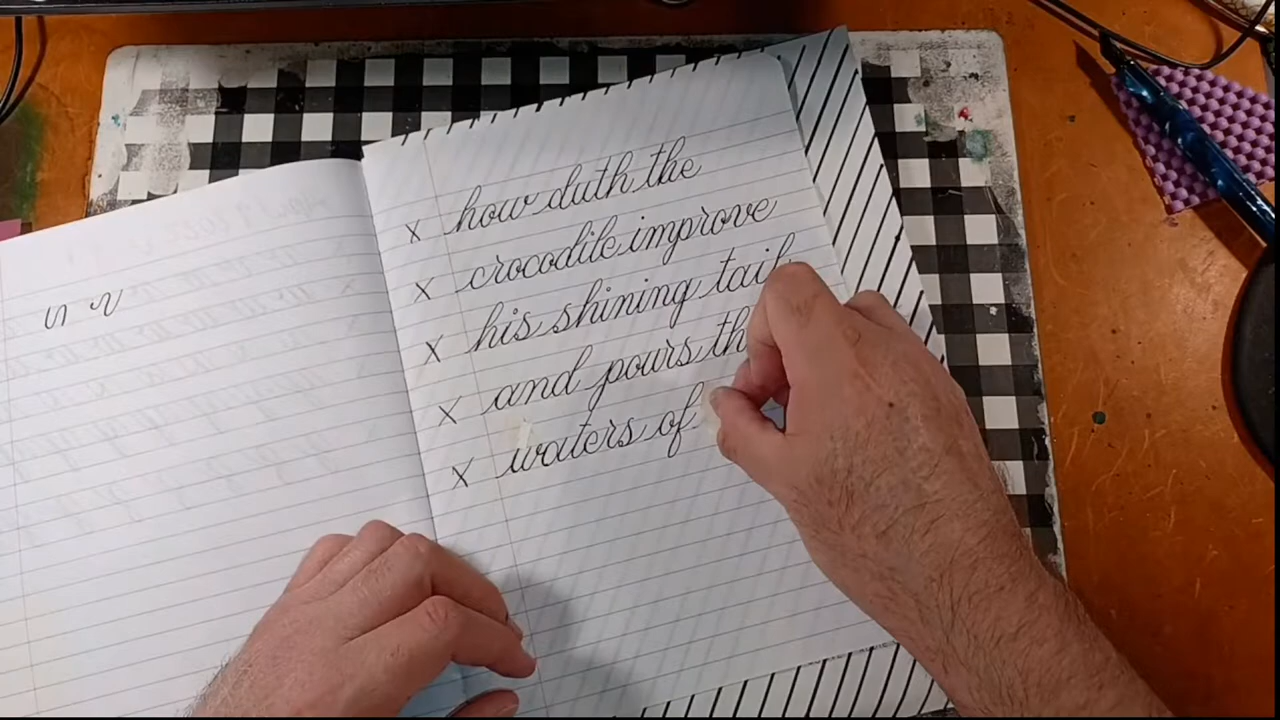 x how duth the
x crocodile improve
x his shining tail
x and pours th
x waters of